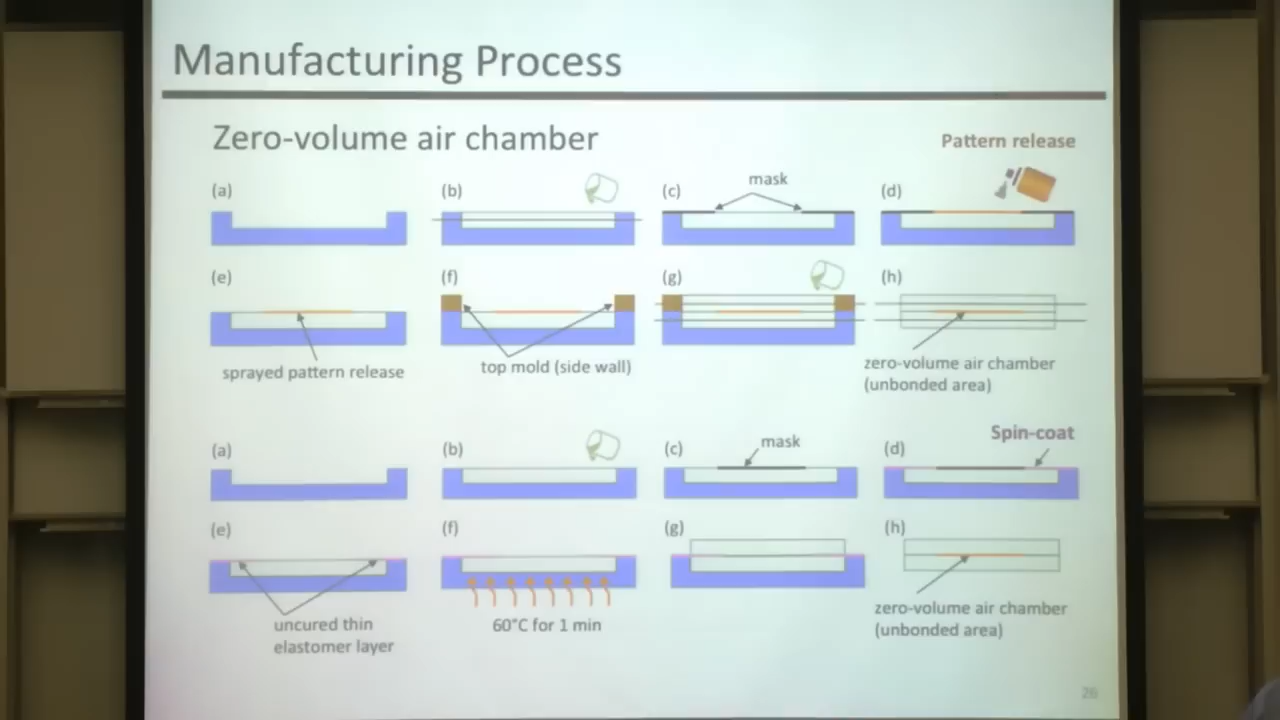 Manufacturing Process
Zero-volume air chamber
Pattern release
(a)
(b)
(c)
mask
(d)
(e)
(f)
(g)
(h)
sprayed pattern release
top mold (side wall)
zero-volume air chamber
(unbonded area)
Spin-coat
(a)
(b)
(c)
mask
(d)
(e)
(f)
(g)
(h)
uncured thin
elastomer layer
60°C for 1 min
zero-volume air chamber
(unbonded area)
26